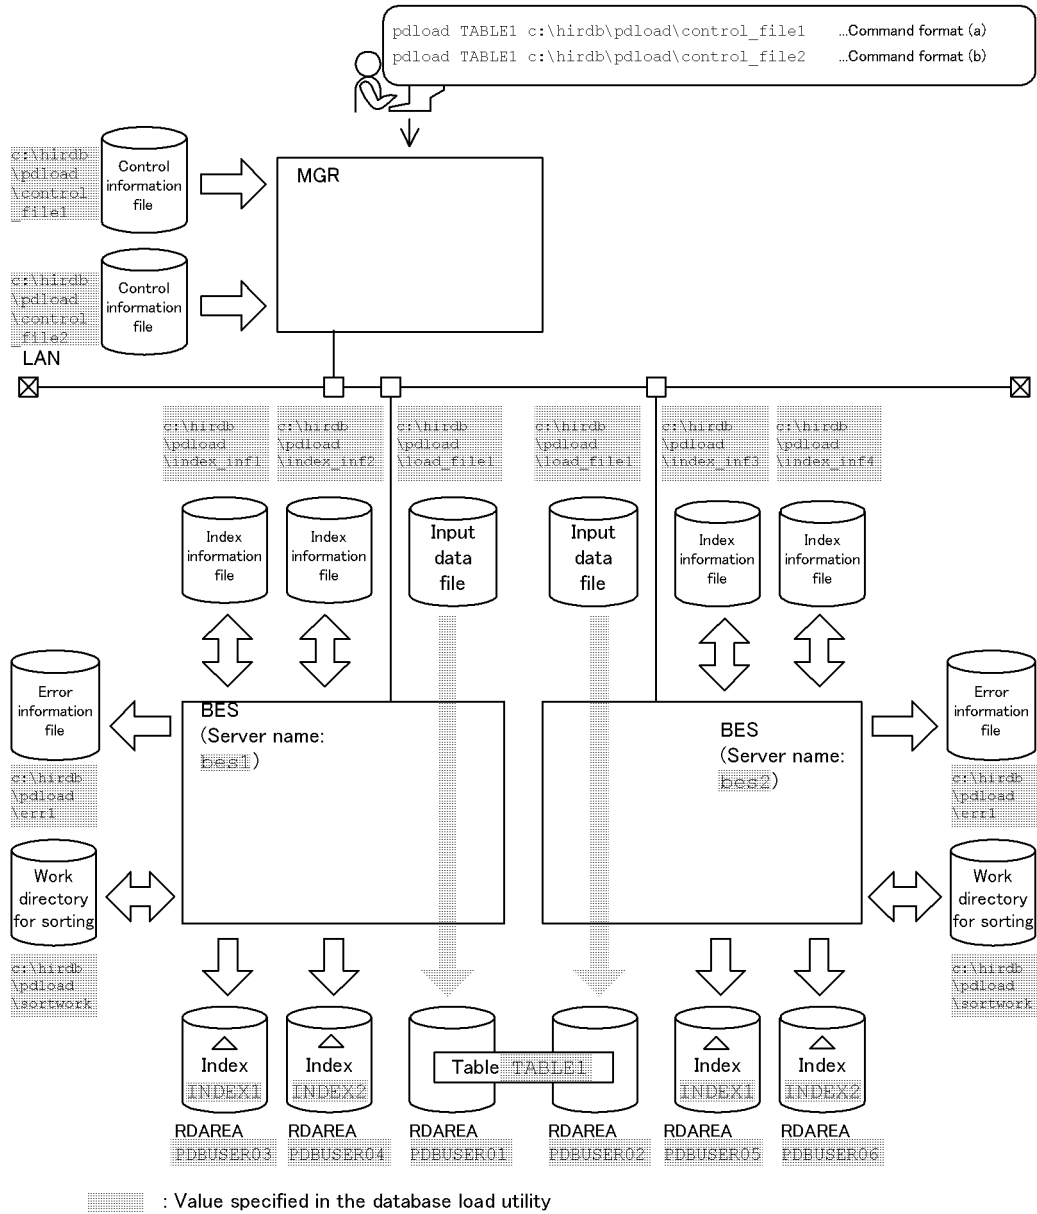 pdload TABLE1 c:\hirdb\pdload\control_file1 ...Command format (a)
pdload TABLE1 c:\hirdb\pdload\control_file2 ...Command format (b)
c:\hirdb
\pdload
\control
_file1
Control
information
file
MGR
c:\hirdb
\pdload
\control
_file2
Control
information
file
LAN
c:\hirdb
\pdload
\index_inf1
c:\hirdb
\pdload
\index_inf2
c:\hirdb
\pdload
\load_file1
c:\hirdb
\pdload
\load_file1
c:\hirdb
\pdload
\index_inf3
c:\hirdb
\pdload
\index_inf4
Index
information
file
Index
information
file
Input
data
file
Input
data
file
Index
information
file
Index
information
file
Error
information
file
c:\hirdb
\pdload
\err1
BES
(Server name:
bes1)
BES
(Server name:
bes2)
Error
information
file
c:\hirdb
\pdload
\err1
Work
directory
for sorting
c:\hirdb
\pdload
\sortwork
Work
directory
for sorting
c:\hirdb
\pdload
\sortwork
Index
INDEX1
Index
INDEX2
Table TABLE1
Index
INDEX1
Index
INDEX2
RDAREA
PDBUSER03
RDAREA
PDBUSER04
RDAREA
PDBUSER01
RDAREA
PDBUSER02
RDAREA
PDBUSER05
RDAREA
PDBUSER06
: Value specified in the database load utility